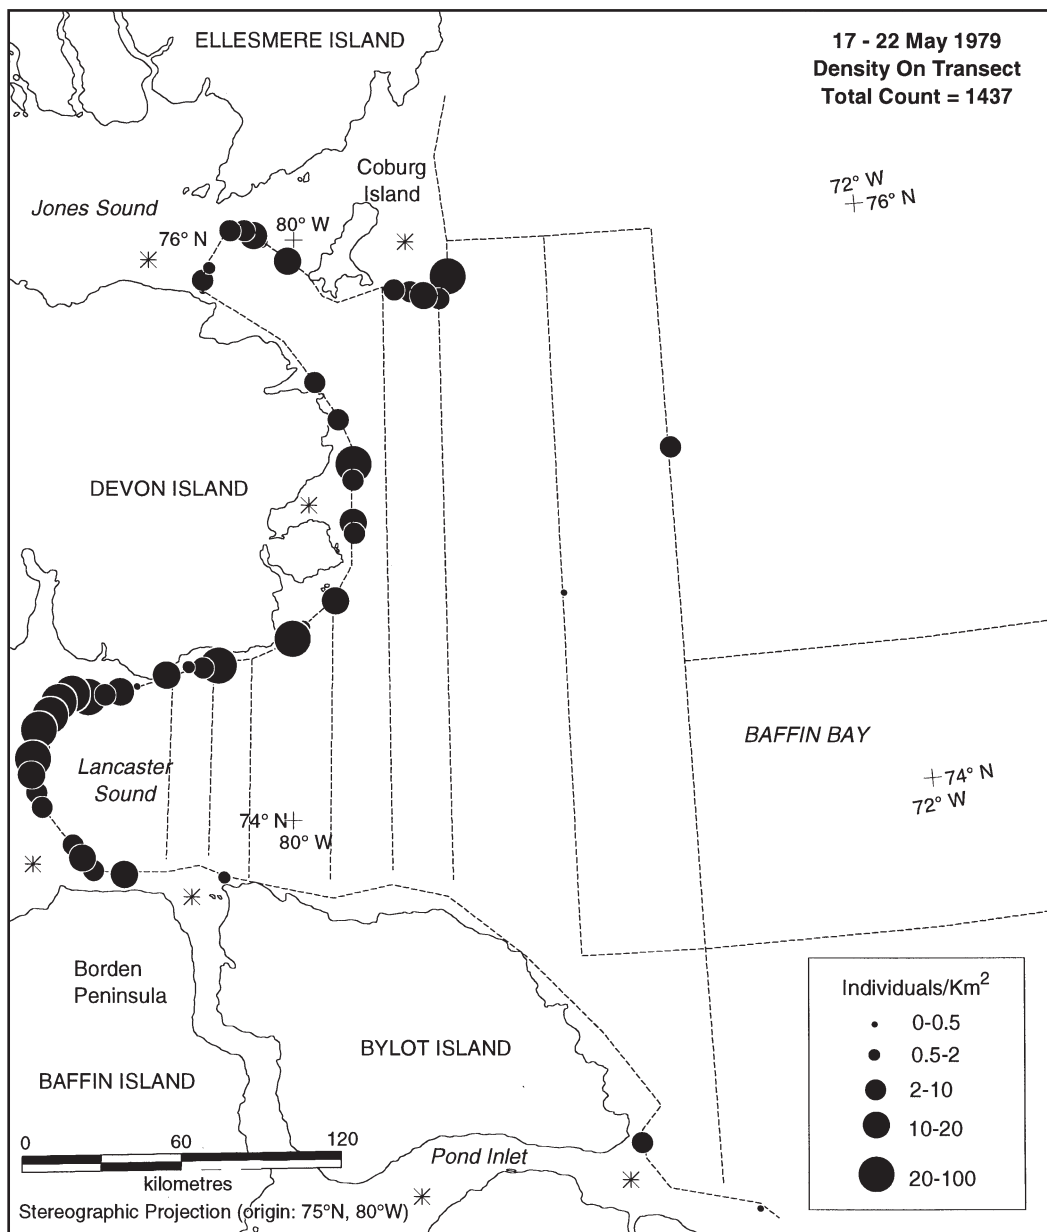 ELLESMERE ISLAND
17 - 22 May 1979
Density On Transect
Total Count = 1437
Coburg
Island
72° W
76° N
Jones Sound
80° W
76° N
DEVON ISLAND
BAFFIN BAY
Lancaster
Sound
74° N
72° W
74° N
80° W
Borden
Peninsula
Individuals/Km²
0-0.5
0.5-2
2-10
10-20
20-100
BYLOT ISLAND
BAFFIN ISLAND
0 60 120
kilometres
Pond Inlet
Stereographic Projection (origin: 75°N, 80°W)